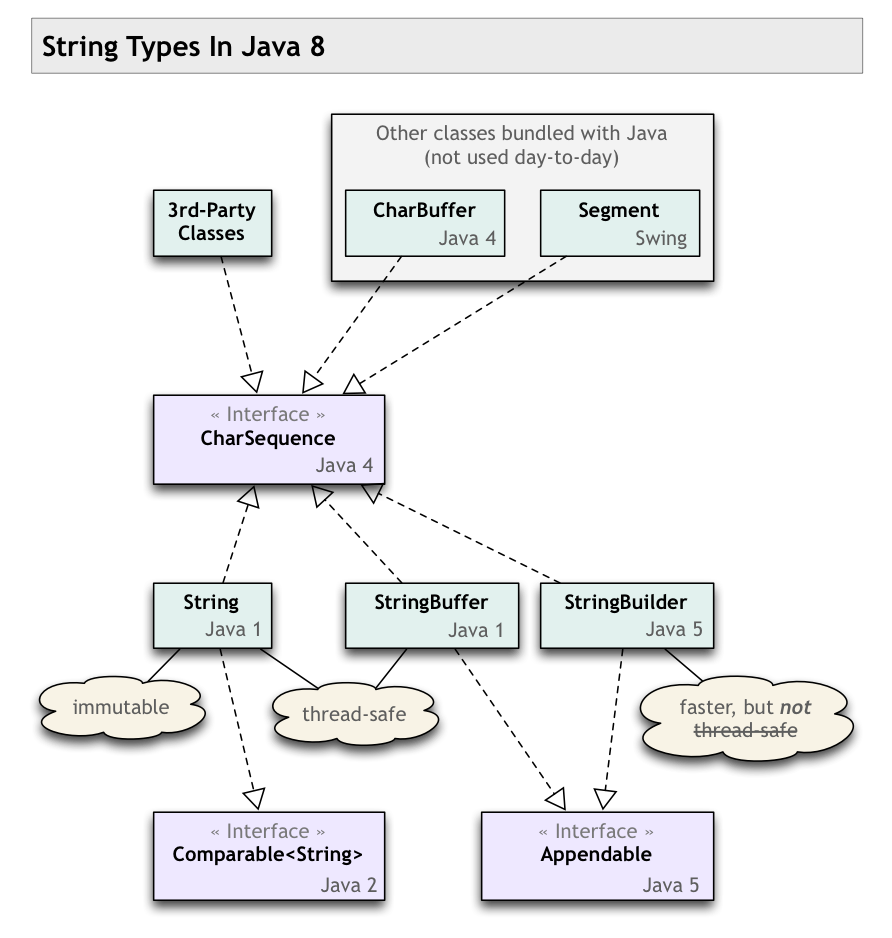 String Types In Java 8
Other classes bundled with Java
(not used day-to-day)
3rd-Party
Classes
CharBuffer
Java 4
Segment
Swing
« Interface »
CharSequence
Java 4
String
Java 1
StringBuffer
Java 1
StringBuilder
Java 5
immutable
thread-safe
faster, but not
thread-safe
« Interface »
Comparable<String>
Java 2
« Interface »
Appendable
Java 5